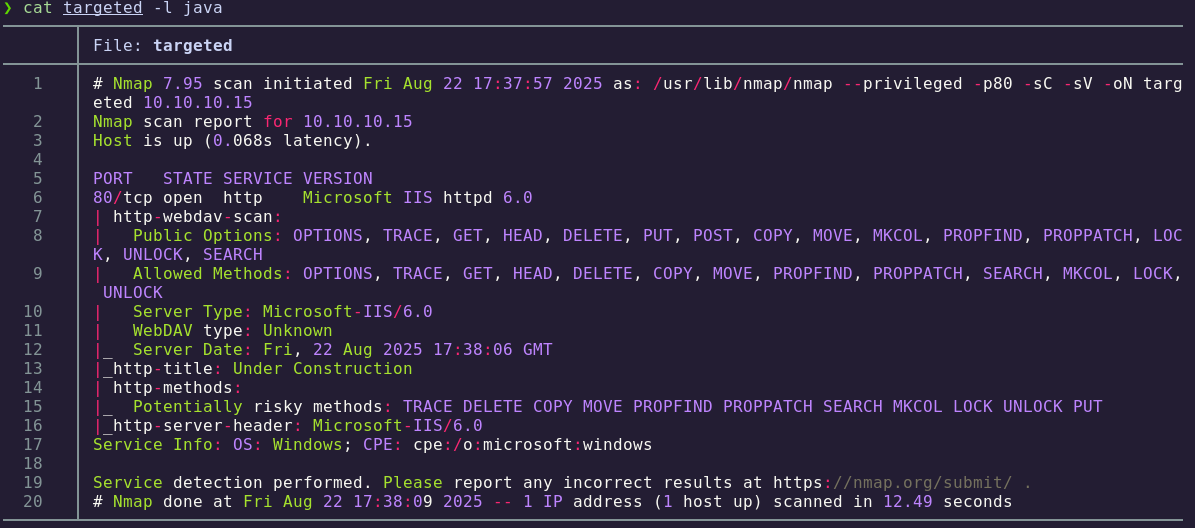 ❯ cat targeted -l java
File: targeted
1 # Nmap 7.95 scan initiated Fri Aug 22 17:37:57 2025 as: /usr/lib/nmap/nmap --privileged -p80 -sC -sV -oN targ
eted 10.10.10.15
2 Nmap scan report for 10.10.10.15
3 Host is up (0.068s latency).
4
5 PORT   STATE SERVICE VERSION
6 80/tcp open  http    Microsoft IIS httpd 6.0
7 | http-webdav-scan:
8 |   Public Options: OPTIONS, TRACE, GET, HEAD, DELETE, PUT, POST, COPY, MOVE, MKCOL, PROPFIND, PROPPATCH, LOC
K, UNLOCK, SEARCH
9 |   Allowed Methods: OPTIONS, TRACE, GET, HEAD, DELETE, COPY, MOVE, PROPFIND, PROPPATCH, SEARCH, MKCOL, LOCK,
UNLOCK
10 |   Server Type: Microsoft-IIS/6.0
11 |   WebDAV type: Unknown
12 |_  Server Date: Fri, 22 Aug 2025 17:38:06 GMT
13 |_http-title: Under Construction
14 | http-methods:
15 |_  Potentially risky methods: TRACE DELETE COPY MOVE PROPFIND PROPPATCH SEARCH MKCOL LOCK UNLOCK PUT
16 |_http-server-header: Microsoft-IIS/6.0
17 Service Info: OS: Windows; CPE: cpe:/o:microsoft:windows
18
19 Service detection performed. Please report any incorrect results at https://nmap.org/submit/ .
20 # Nmap done at Fri Aug 22 17:38:09 2025 -- 1 IP address (1 host up) scanned in 12.49 seconds